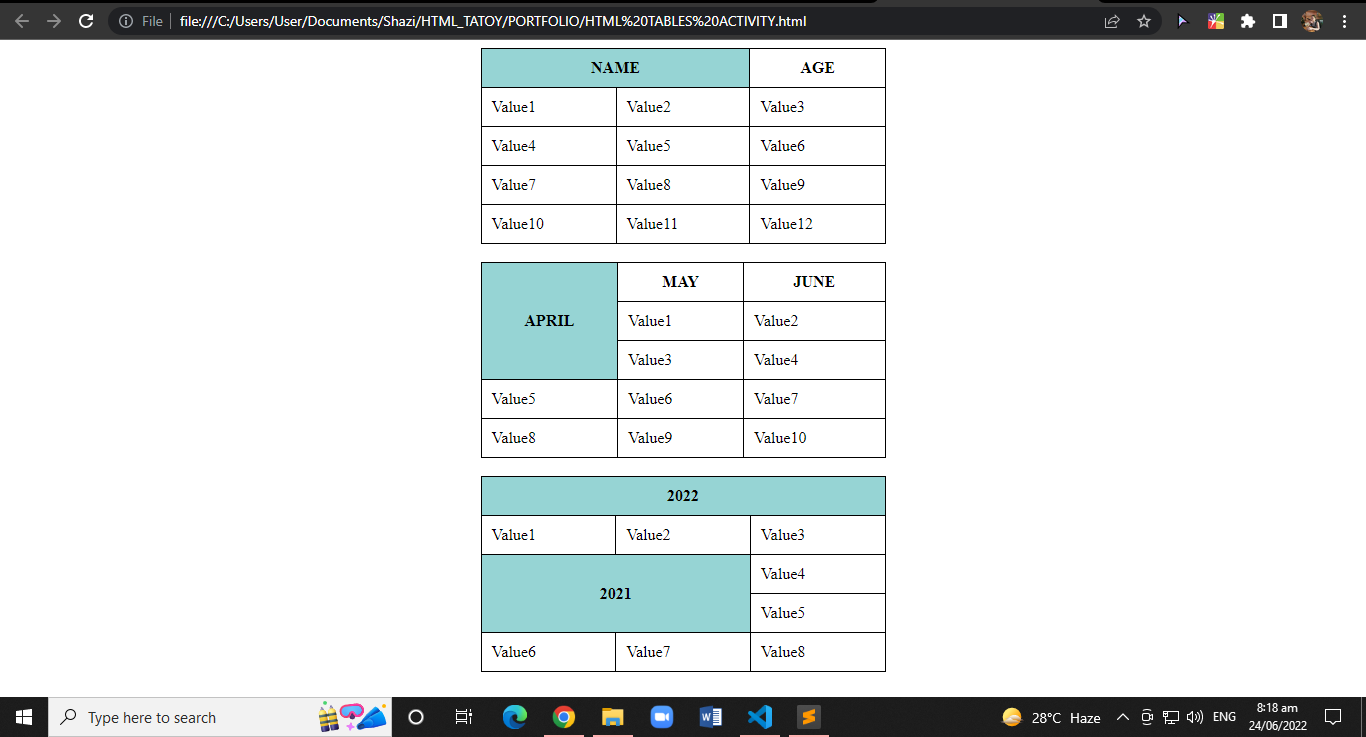 File file:///C:/Users/User/Documents/Shazi/HTML_TATOY/PORTFOLIO/HTML%20TABLES%20ACTIVITY.html
NAME AGE
Value1 Value2 Value3
Value4 Value5 Value6
Value7 Value8 Value9
Value10 Value11 Value12
APRIL MAY JUNE
Value1 Value2
Value3 Value4
Value5 Value6 Value7
Value8 Value9 Value10
2022
Value1 Value2 Value3
2021 Value4
Value5
Value6 Value7 Value8
Type here to search 28°C Haze ENG 8:18 am
24/06/2022